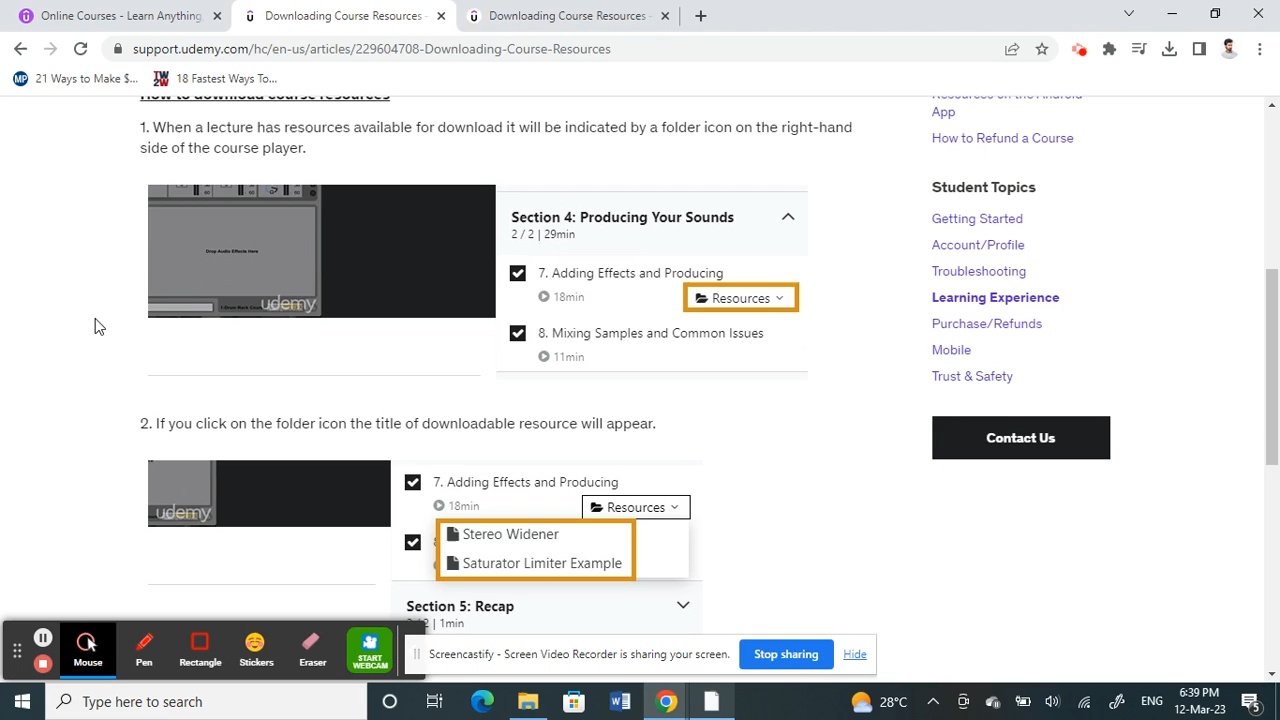 Online Courses - Learn Anything
Downloading Course Resources -
Downloading Course Resources -
support.udemy.com/hc/en-us/articles/229604708-Downloading-Course-Resources
21 Ways to Make $...
18 Fastest Ways To...
How to download course resources
1. When a lecture has resources available for download it will be indicated by a folder icon on the right-hand
side of the course player.
Drop Audio Effects Here
udemy
Section 4: Producing Your Sounds
2 / 2 | 29min
7. Adding Effects and Producing
18min
Resources
8. Mixing Samples and Common Issues
11min
2. If you click on the folder icon the title of downloadable resource will appear.
udemy
7. Adding Effects and Producing
18min
Resources
Stereo Widener
Saturator Limiter Example
Section 5: Recap
| 1min
Resources on the Android
App
How to Refund a Course
Student Topics
Getting Started
Account/Profile
Troubleshooting
Learning Experience
Purchase/Refunds
Mobile
Trust & Safety
Contact Us
Mouse
Pen
Rectangle
Stickers
Eraser
START
WEBCAM
Screencastify - Screen Video Recorder is sharing your screen.
Stop sharing
Hide
Type here to search
28°C
ENG
6:39 PM
12-Mar-23
5